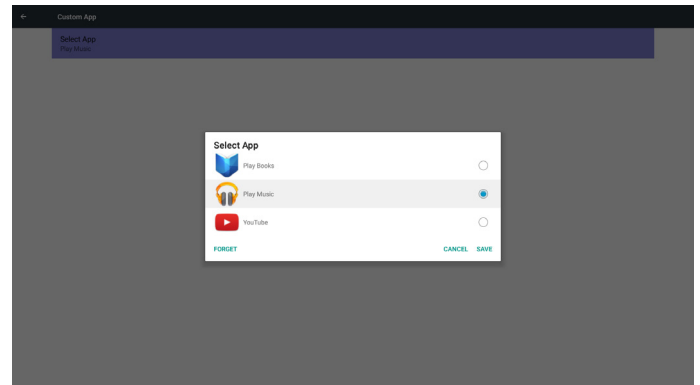 Custom App
Select App
Play Music
Select App
Play Books
Play Music
YouTube
FORGET
CANCEL SAVE